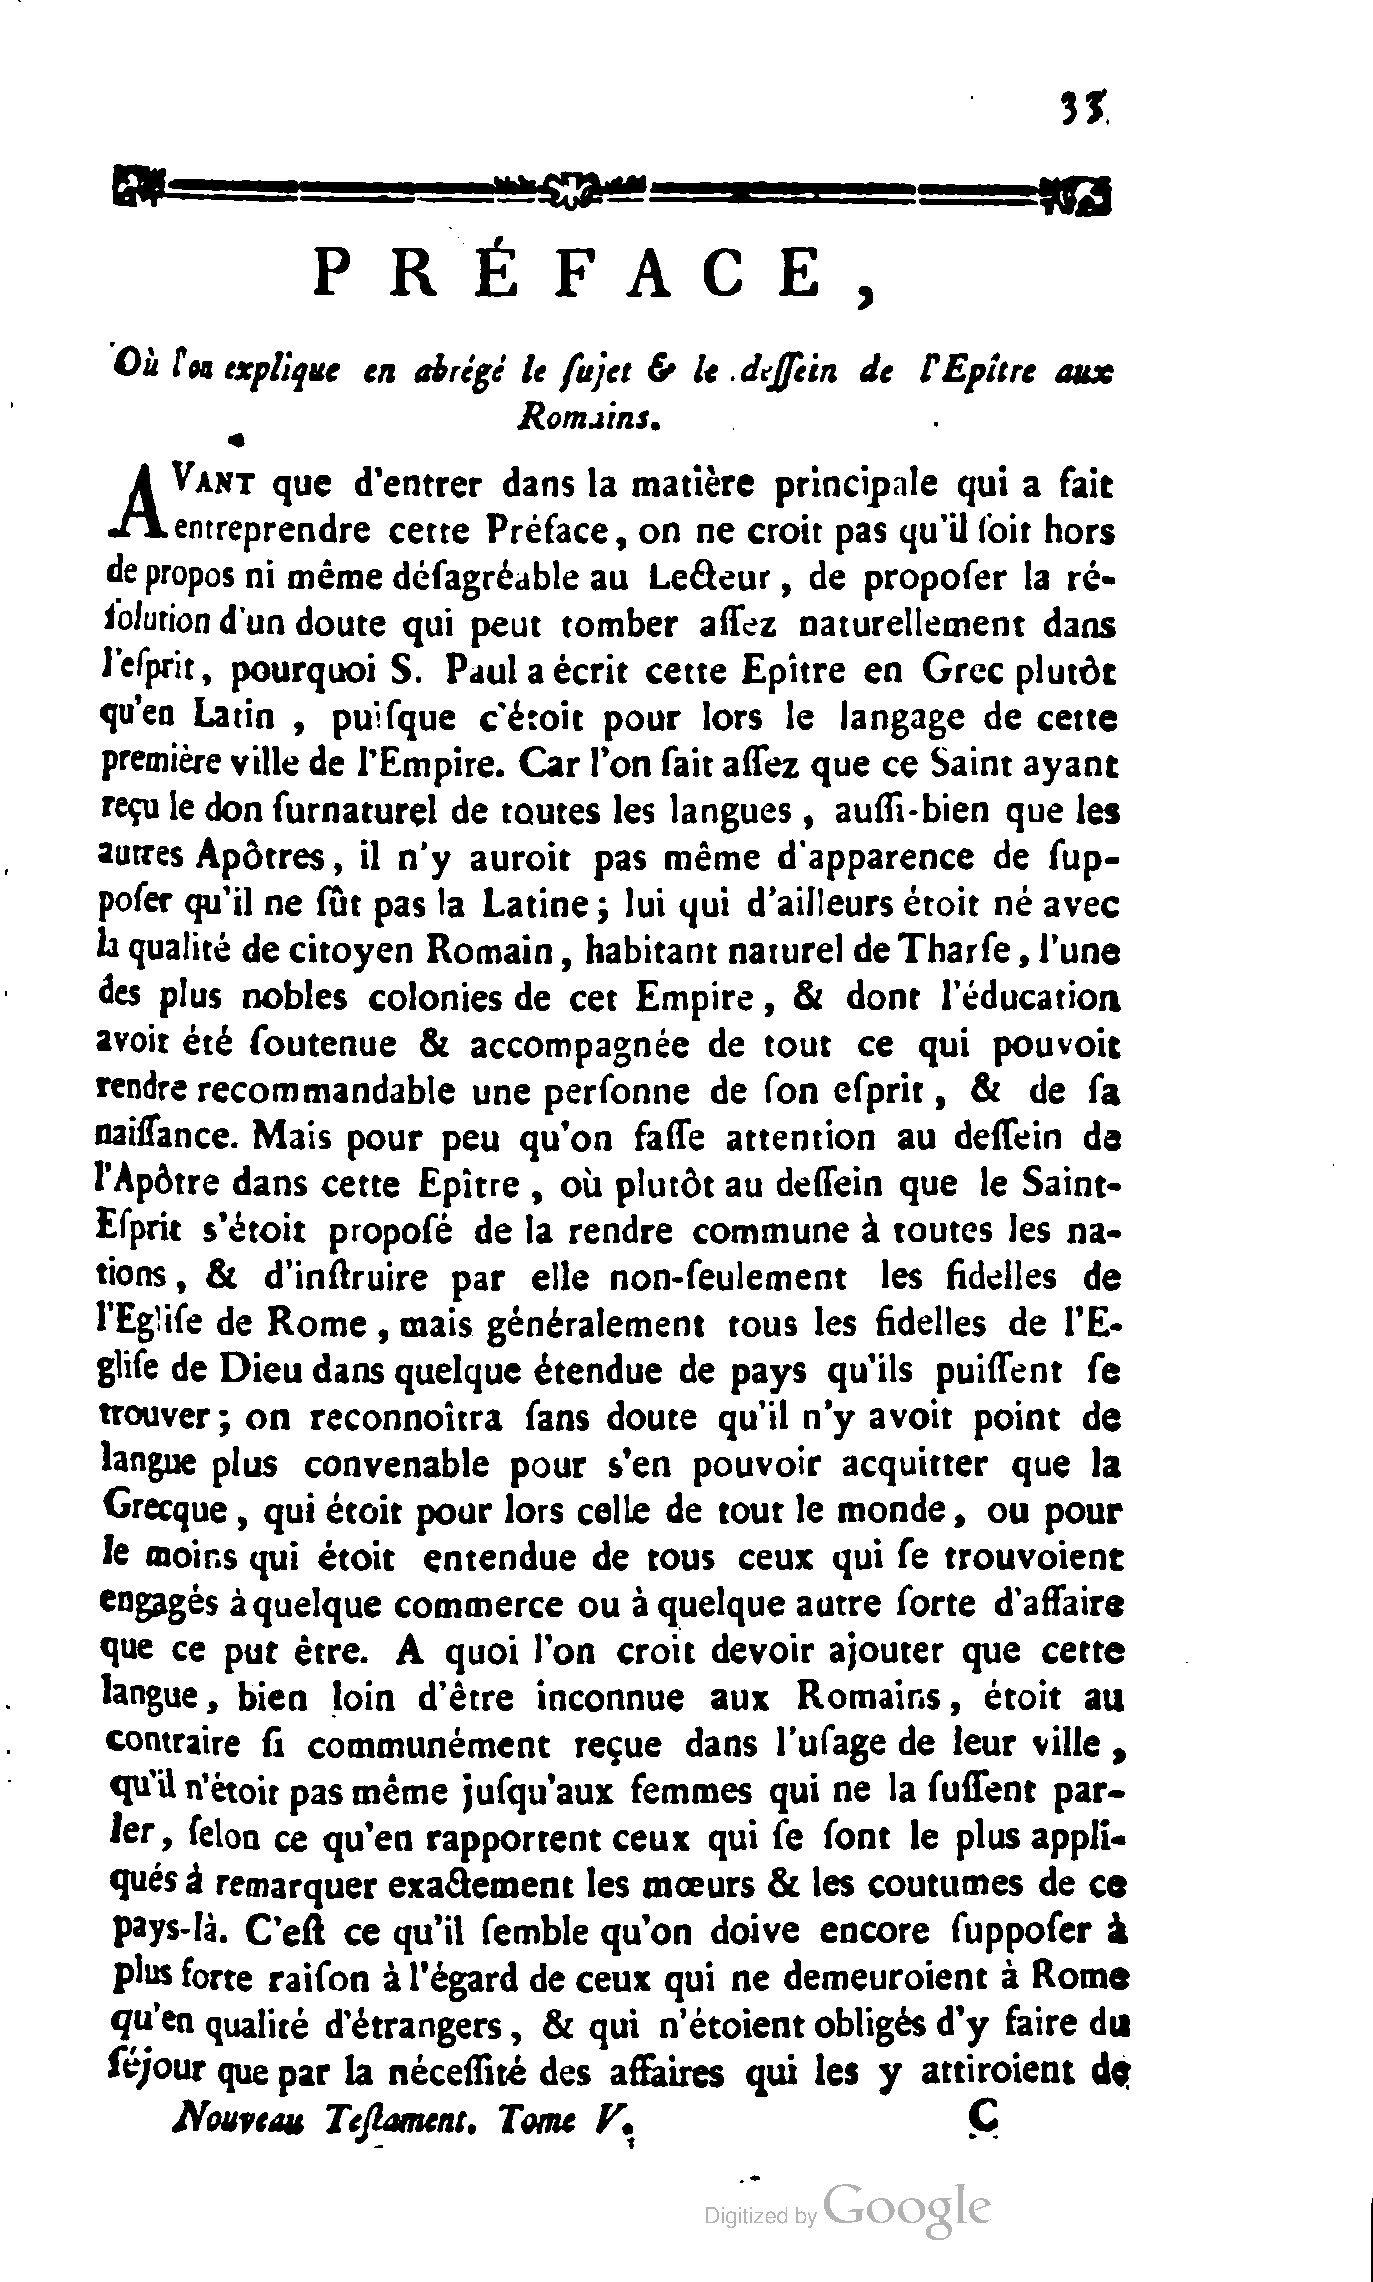 33.
PRÉFACE,
Où l'on explique en abrégé le ſujet & le deſſein de l'Epître aux
Romains.
AVANT que d'entrer dans la matière principale qui a fait
entreprendre cette Préface, on ne croit pas qu'il ſoit hors
de propos ni même déſagréable au Lecteur, de propoſer la ré-
ſolution d'un doute qui peut tomber aſſez naturellement dans
l'eſprit, pourquoi S. Paul a écrit cette Epître en Grec plutôt
qu'en Latin, puiſque c'étoit pour lors le langage de cette
première ville de l'Empire. Car l'on ſait aſſez que ce Saint ayant
reçu le don ſurnaturel de toutes les langues, auſſi-bien que les
autres Apôtres, il n'y auroit pas même d'apparence de ſup-
poſer qu'il ne ſût pas la Latine; lui qui d'ailleurs étoit né avec
la qualité de citoyen Romain, habitant naturel de Tharſe, l'une
des plus nobles colonies de cet Empire, & dont l'éducation
avoit été ſoutenue & accompagnée de tout ce qui pouvoit
rendre recommandable une perſonne de ſon eſprit, & de ſa
naiſſance. Mais pour peu qu'on faſſe attention au deſſein de
l'Apôtre dans cette Epître, où plutôt au deſſein que le Saint-
Eſprit s'étoit propoſé de la rendre commune à toutes les na-
tions, & d'inſtruire par elle non-ſeulement les fidelles de
l'Egliſe de Rome, mais généralement tous les fidelles de l'E-
gliſe de Dieu dans quelque étendue de pays qu'ils puiſſent ſe
trouver; on reconnoîtra ſans doute qu'il n'y avoit point de
langue plus convenable pour s'en pouvoir acquitter que la
Grecque, qui étoit pour lors celle de tout le monde, ou pour
le moins qui étoit entendue de tous ceux qui ſe trouvoient
engagés à quelque commerce ou à quelque autre ſorte d'affaire
que ce put être. A quoi l'on croit devoir ajouter que cette
langue, bien loin d'être inconnue aux Romains, étoit au
contraire ſi communément reçue dans l'uſage de leur ville,
qu'il n'étoit pas même juſqu'aux femmes qui ne la ſuſſent par-
ler, ſelon ce qu'en rapportent ceux qui ſe ſont le plus appli-
qués à remarquer exactement les mœurs & les coutumes de ce
pays-là. C'eſt ce qu'il ſemble qu'on doive encore ſuppoſer à
plus forte raiſon à l'égard de ceux qui ne demeuroient à Rome
qu'en qualité d'étrangers, & qui n'étoient obligés d'y faire du
ſéjour que par la néceſſité des affaires qui les y attiroient de
Nouveau Teſtament. Tome V. C
Digitized by Google